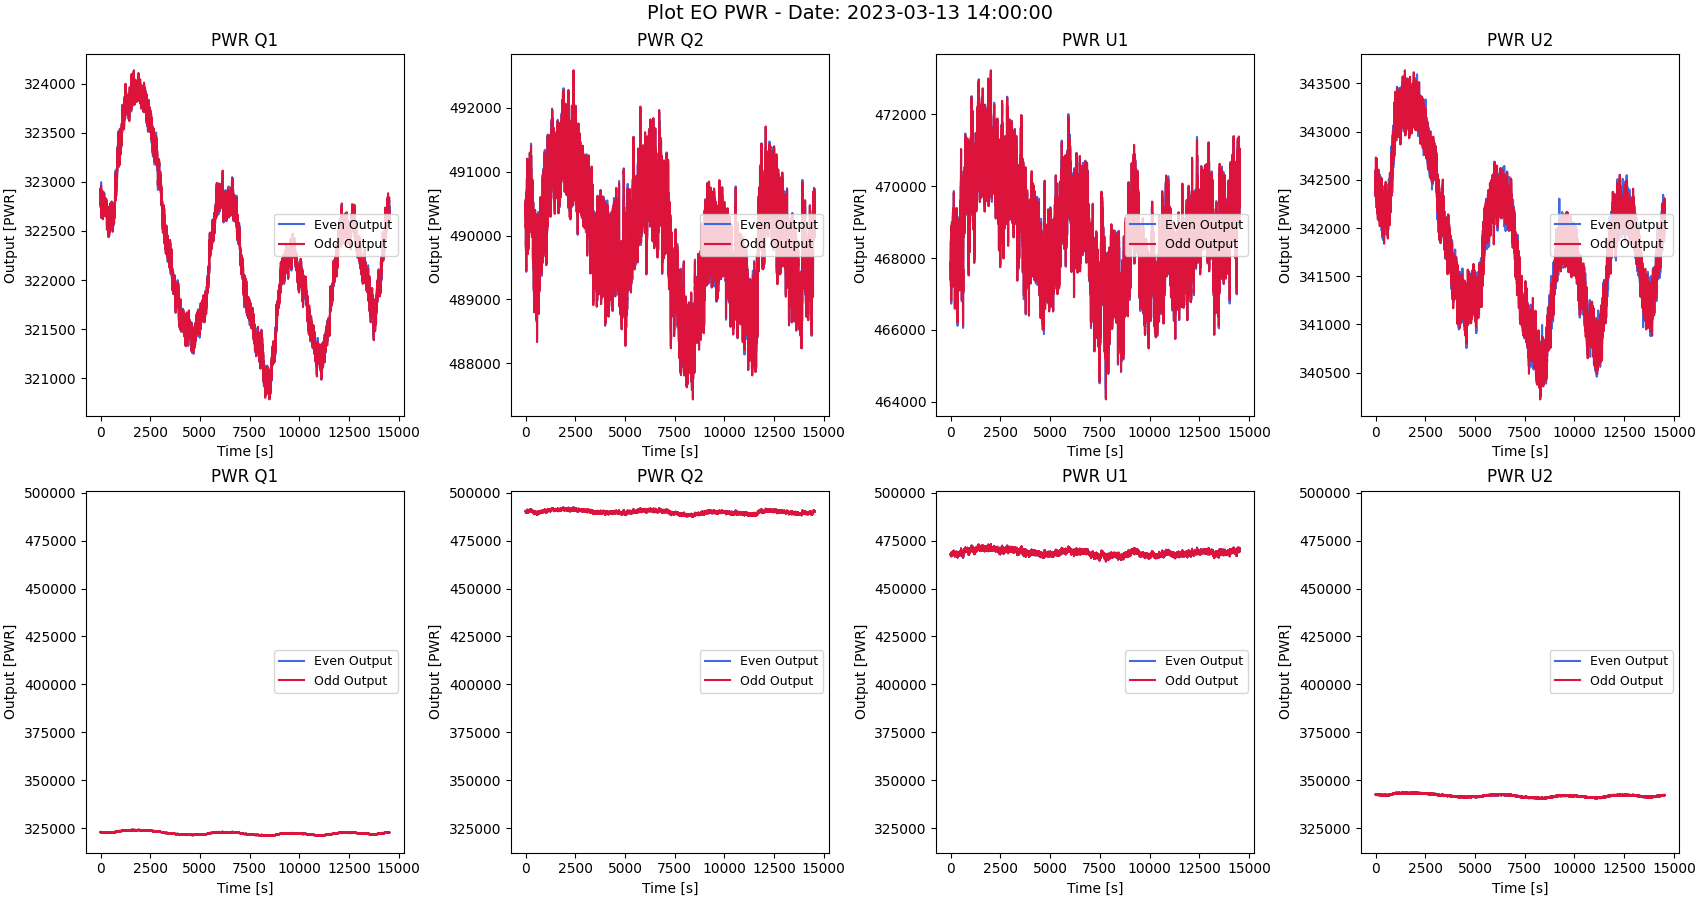 Plot EO PWR - Date: 2023-03-13 14:00:00
PWR Q1
Output [PWR]
324000
323500
323000
322500
322000
321500
321000
0 2500 5000 7500 10000 12500 15000
Time [s]
Even Output
Odd Output
PWR Q2
Output [PWR]
492000
491000
490000
489000
488000
0 2500 5000 7500 10000 12500 15000
Time [s]
Even Output
Odd Output
PWR U1
Output [PWR]
472000
470000
468000
466000
464000
0 2500 5000 7500 10000 12500 15000
Time [s]
Even Output
Odd Output
PWR U2
Output [PWR]
343500
343000
342500
342000
341500
341000
340500
0 2500 5000 7500 10000 12500 15000
Time [s]
Even Output
Odd Output
PWR Q1
Output [PWR]
500000
475000
450000
425000
400000
375000
350000
325000
0 2500 5000 7500 10000 12500 15000
Time [s]
Even Output
Odd Output
PWR Q2
Output [PWR]
500000
475000
450000
425000
400000
375000
350000
325000
0 2500 5000 7500 10000 12500 15000
Time [s]
Even Output
Odd Output
PWR U1
Output [PWR]
500000
475000
450000
425000
400000
375000
350000
325000
0 2500 5000 7500 10000 12500 15000
Time [s]
Even Output
Odd Output
PWR U2
Output [PWR]
500000
475000
450000
425000
400000
375000
350000
325000
0 2500 5000 7500 10000 12500 15000
Time [s]
Even Output
Odd Output